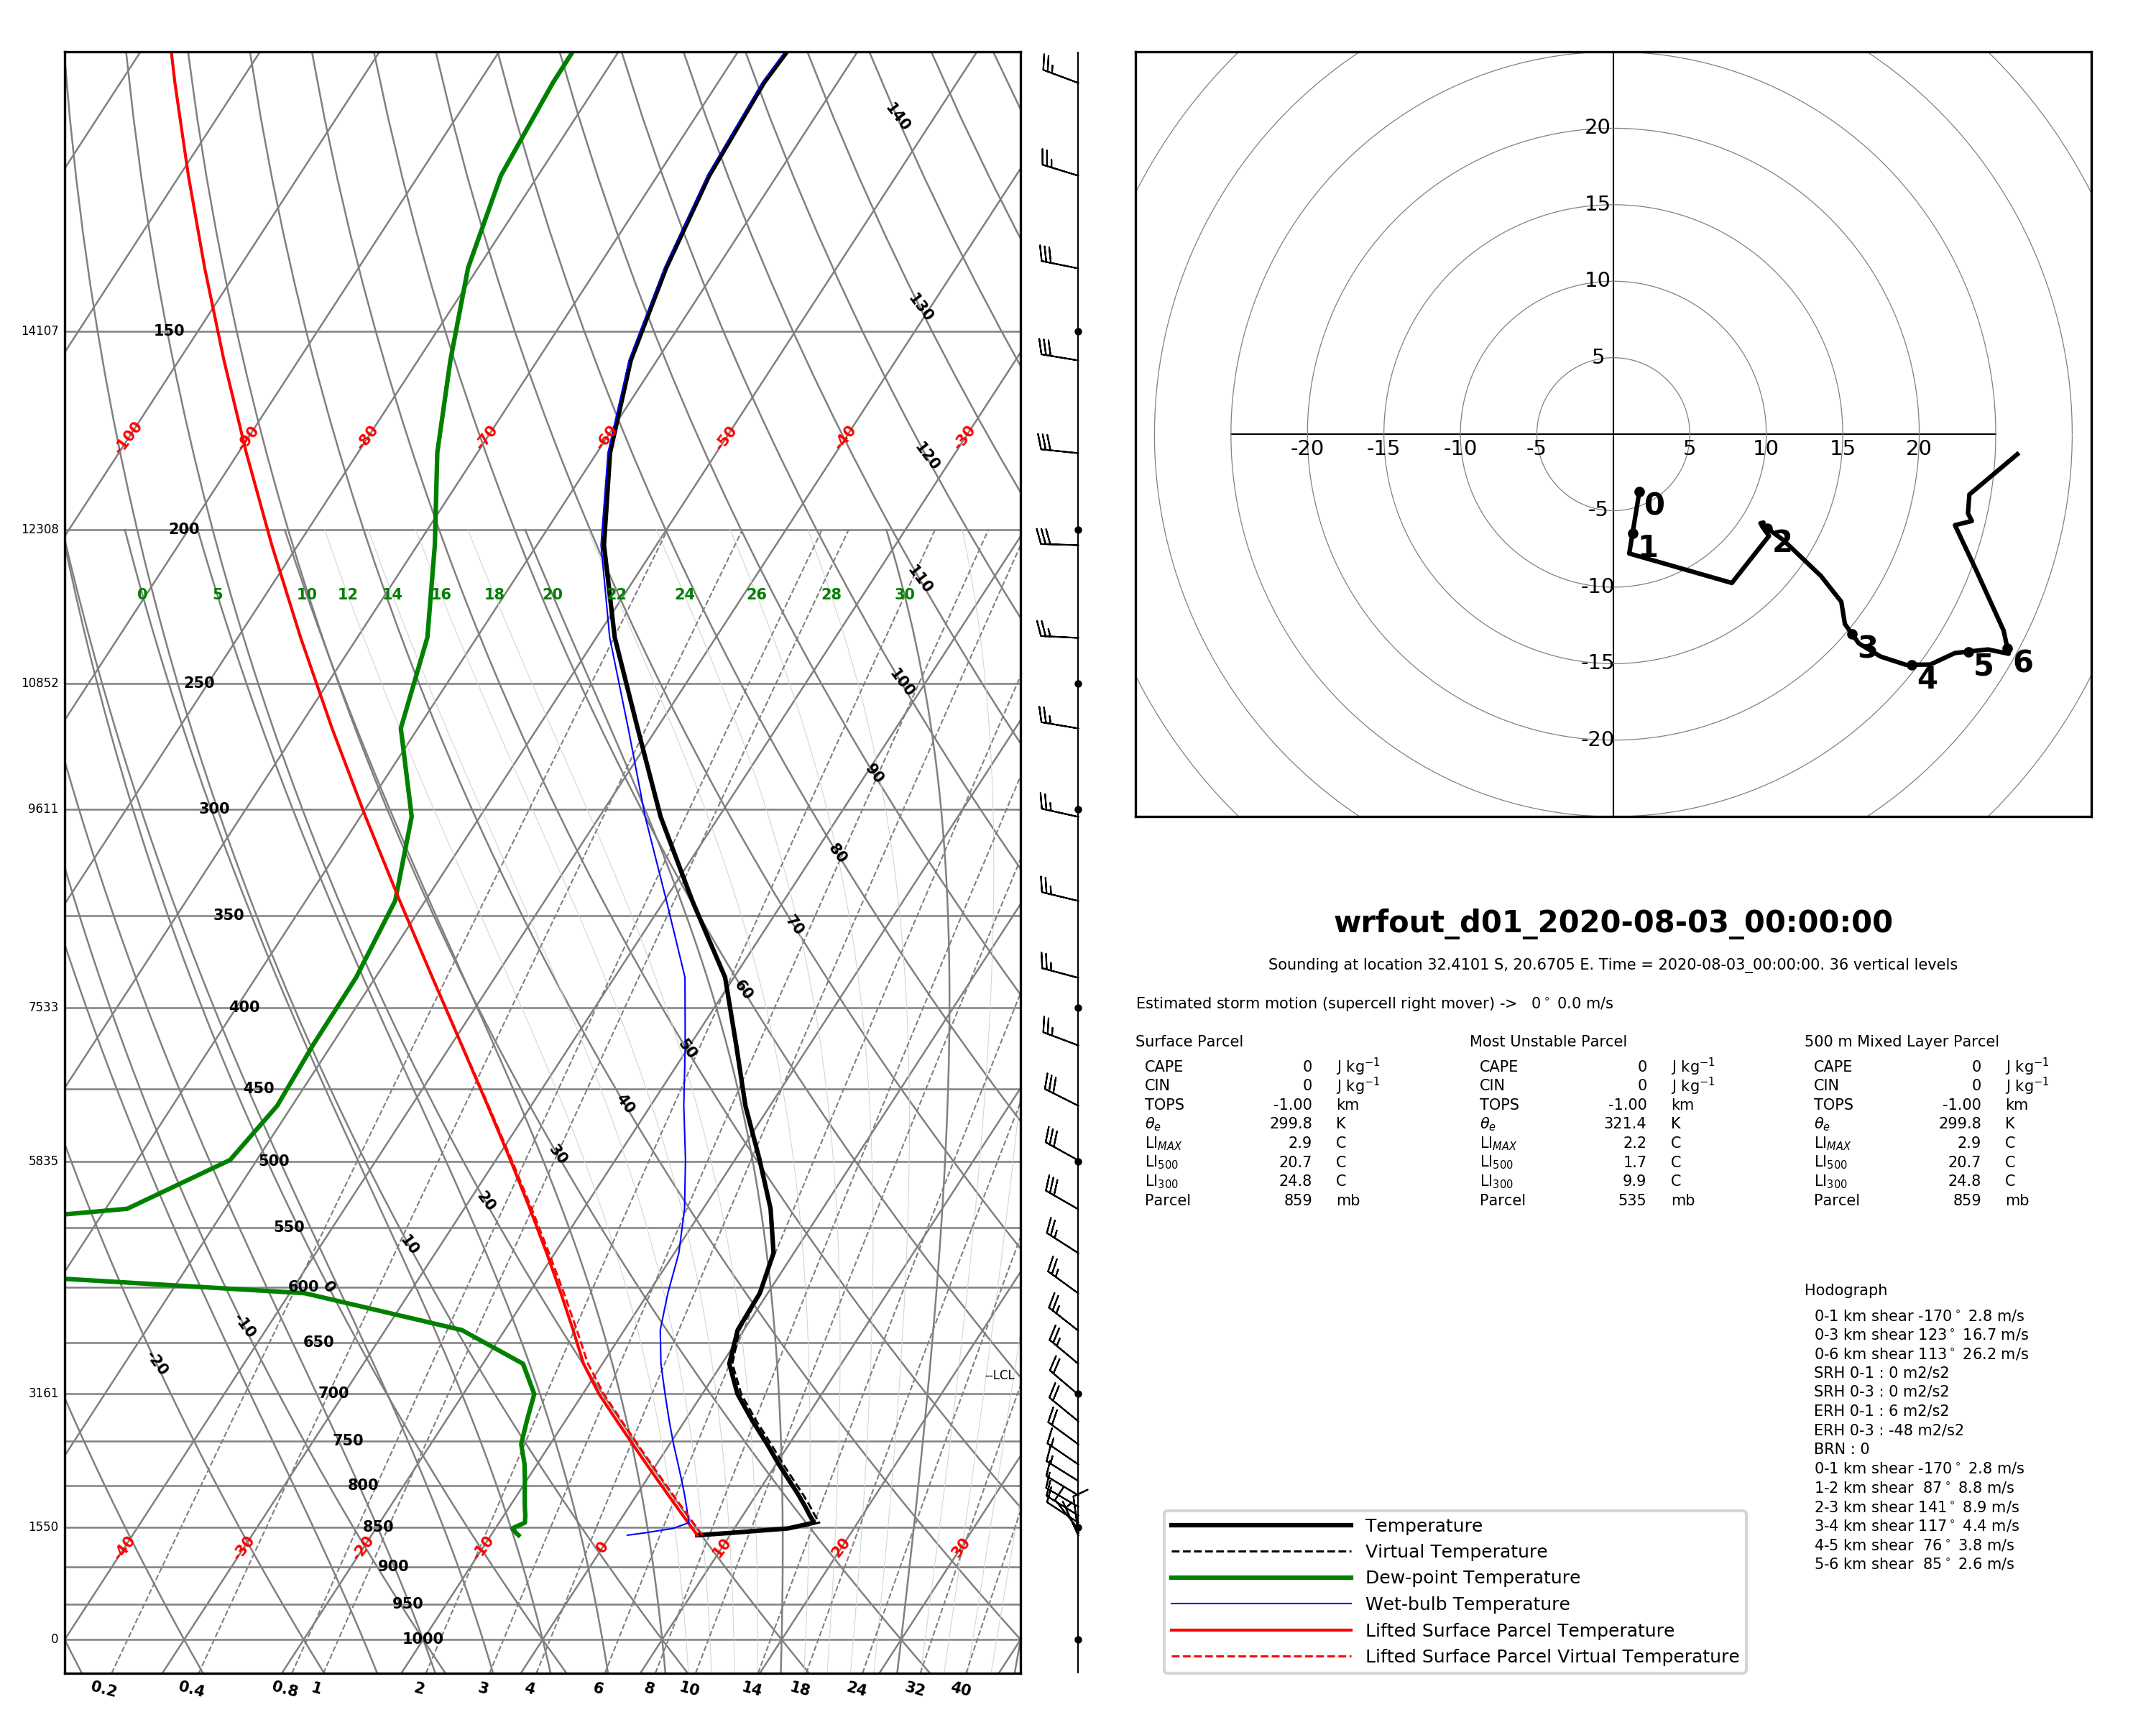 140
130
14107 150
-100 -90 -80 -70 -60 -50 -40 -30
120
12308 200
110
0 5 10 12 14 16 18 20 22 24 26 28 30
10852 250
100
90
9611 300
80
350
70
60
7533 400
50
450
40
5835 500
30
20
550
10
600 0
-10
650
-20
--LCL
3161 700
750
800
1550 850
-40 -30 -20 -10 0 10 20 30
900
950
0 1000
0.2 0.4 0.8 1 2 3 4 6 8 10 14 18 24 32 40
20
15
10
5
-20 -15 -10 -5 5 10 15 20
-5
-10
-15
-20
0
1
2
3
4
5
6
wrfout_d01_2020-08-03_00:00:00
Sounding at location 32.4101 S, 20.6705 E. Time = 2020-08-03_00:00:00. 36 vertical levels
Estimated storm motion (supercell right mover) -> 0° 0.0 m/s
Surface Parcel
CAPE 0 J kg⁻¹
CIN 0 J kg⁻¹
TOPS -1.00 km
θe 299.8 K
LIMAX 2.9 C
LI500 20.7 C
LI300 24.8 C
Parcel 859 mb
Most Unstable Parcel
CAPE 0 J kg⁻¹
CIN 0 J kg⁻¹
TOPS -1.00 km
θe 321.4 K
LIMAX 2.2 C
LI500 1.7 C
LI300 9.9 C
Parcel 535 mb
500 m Mixed Layer Parcel
CAPE 0 J kg⁻¹
CIN 0 J kg⁻¹
TOPS -1.00 km
θe 299.8 K
LIMAX 2.9 C
LI500 20.7 C
LI300 24.8 C
Parcel 859 mb
Hodograph
0-1 km shear -170° 2.8 m/s
0-3 km shear 123° 16.7 m/s
0-6 km shear 113° 26.2 m/s
SRH 0-1 : 0 m2/s2
SRH 0-3 : 0 m2/s2
ERH 0-1 : 6 m2/s2
ERH 0-3 : -48 m2/s2
BRN : 0
0-1 km shear -170° 2.8 m/s
1-2 km shear 87° 8.8 m/s
2-3 km shear 141° 8.9 m/s
3-4 km shear 117° 4.4 m/s
4-5 km shear 76° 3.8 m/s
5-6 km shear 85° 2.6 m/s
Temperature
Virtual Temperature
Dew-point Temperature
Wet-bulb Temperature
Lifted Surface Parcel Temperature
Lifted Surface Parcel Virtual Temperature